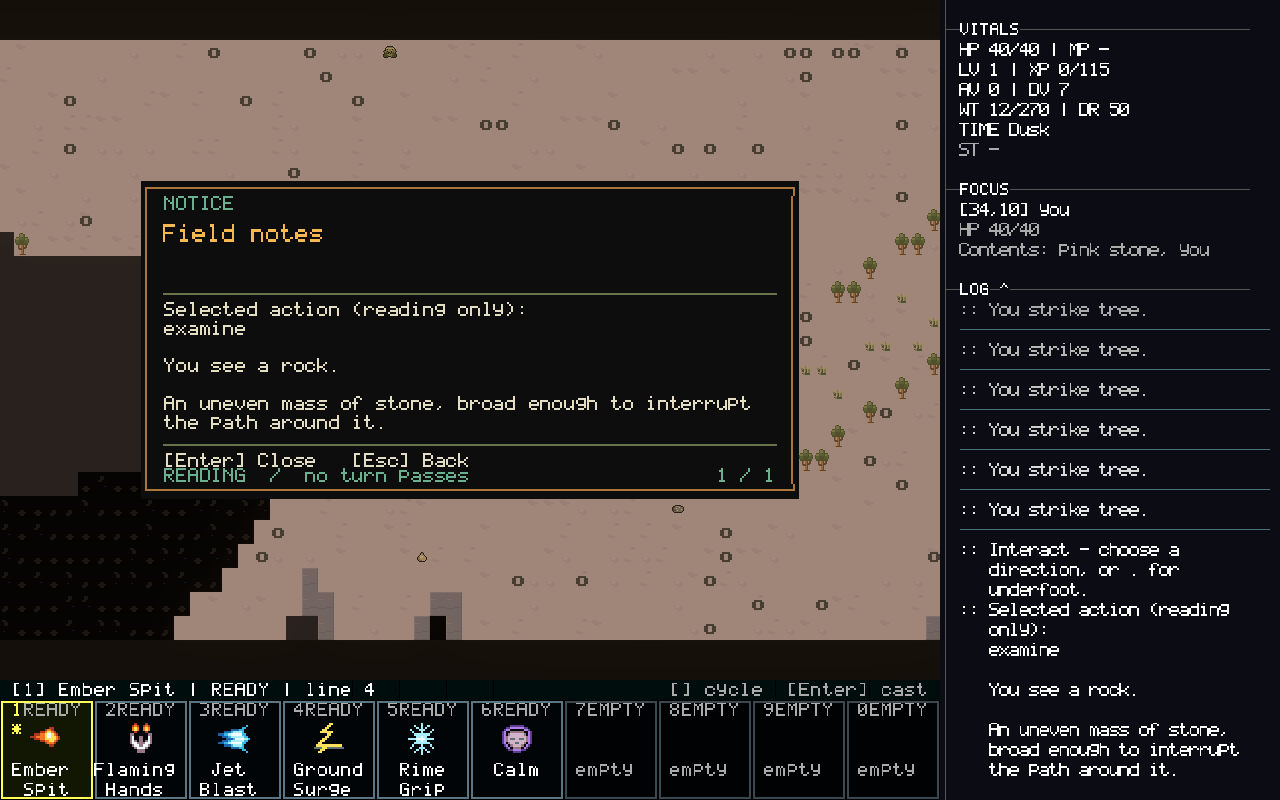 NOTICE
Field notes
Selected action (reading only):
examine
You see a rock.
An uneven mass of stone, broad enough to interrupt
the path around it.
[Enter] Close [Esc] Back
READING / no turn passes 1 / 1
VITALS
HP 40/40 | MP -
LV 1 | XP 0/115
AV 0 | DV 7
WT 12/270 | DR 50
TIME Dusk
ST -
FOCUS
[34,10] You
HP 40/40
Contents: Pink stone, You
LOG ^
:: You strike tree.
:: You strike tree.
:: You strike tree.
:: You strike tree.
:: You strike tree.
:: You strike tree.
:: Interact - choose a
direction, or . for
underfoot.
:: Selected action (reading
only):
examine
You see a rock.
An uneven mass of stone,
broad enough to interrupt
the path around it.
[1] Ember Spit | READY | line 4 [] cycle [Enter] cast
1READY 2READY 3READY 4READY 5READY 6READY 7EMPTY 8EMPTY 9EMPTY 0EMPTY
*
Ember Flaming Jet Ground Rime Calm empty empty empty empty
Spit Hands Blast Surge Grip